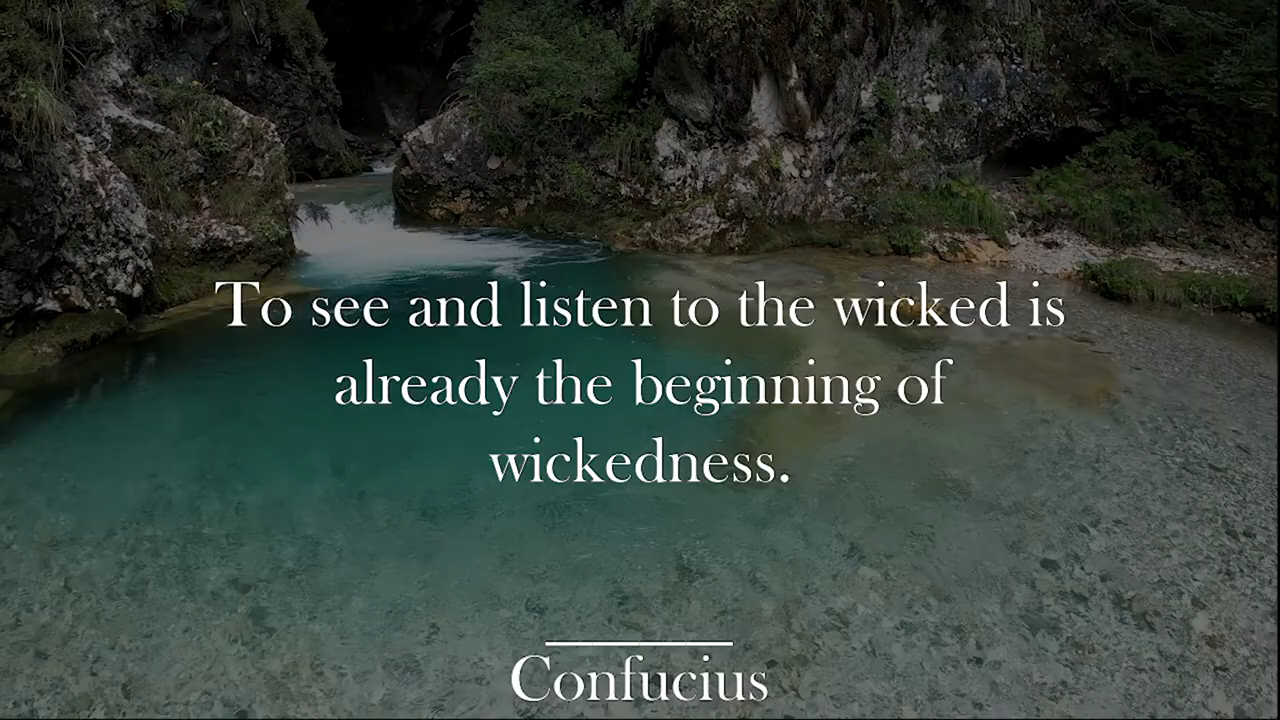 To see and listen to the wicked is
already the beginning of
wickedness.
Confucius